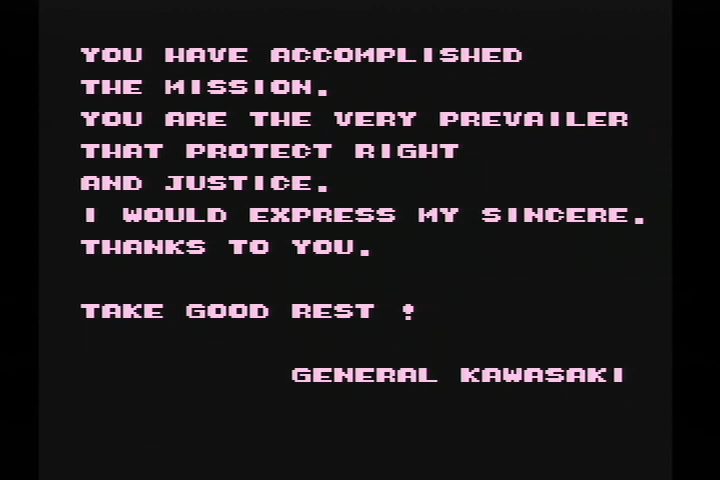 YOU HAVE ACCOMPLISHED
THE MISSION.
YOU ARE THE VERY PREVAILER
THAT PROTECT RIGHT
AND JUSTICE.
I WOULD EXPRESS MY SINCERE.
THANKS TO YOU.
TAKE GOOD REST !
GENERAL KAWASAKI